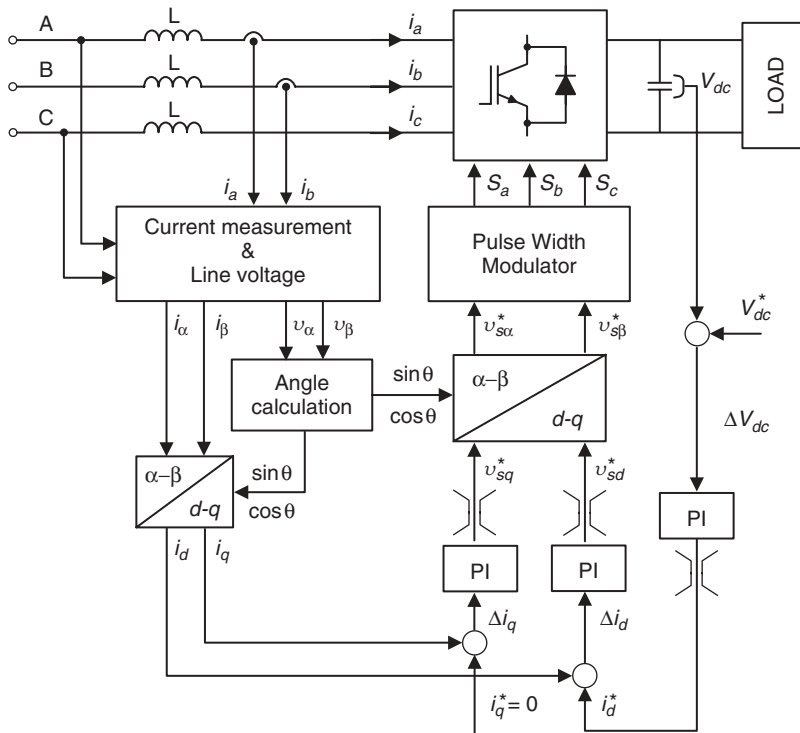 A L i_a
B L i_b V_dc LOAD
C L i_c
i_a i_b S_a S_b S_c
Current measurement
&
Line voltage
Pulse Width
Modulator
i_α i_β υ_α υ_β υ*_sα υ*_sβ V*_dc
Angle
calculation
sinθ
cosθ
α–β
d-q
ΔV_dc
sinθ
cosθ
α–β
d-q
υ*_sq υ*_sd
PI
i_d i_q
PI
PI
Δi_q Δi_d
i*_q = 0 i*_d